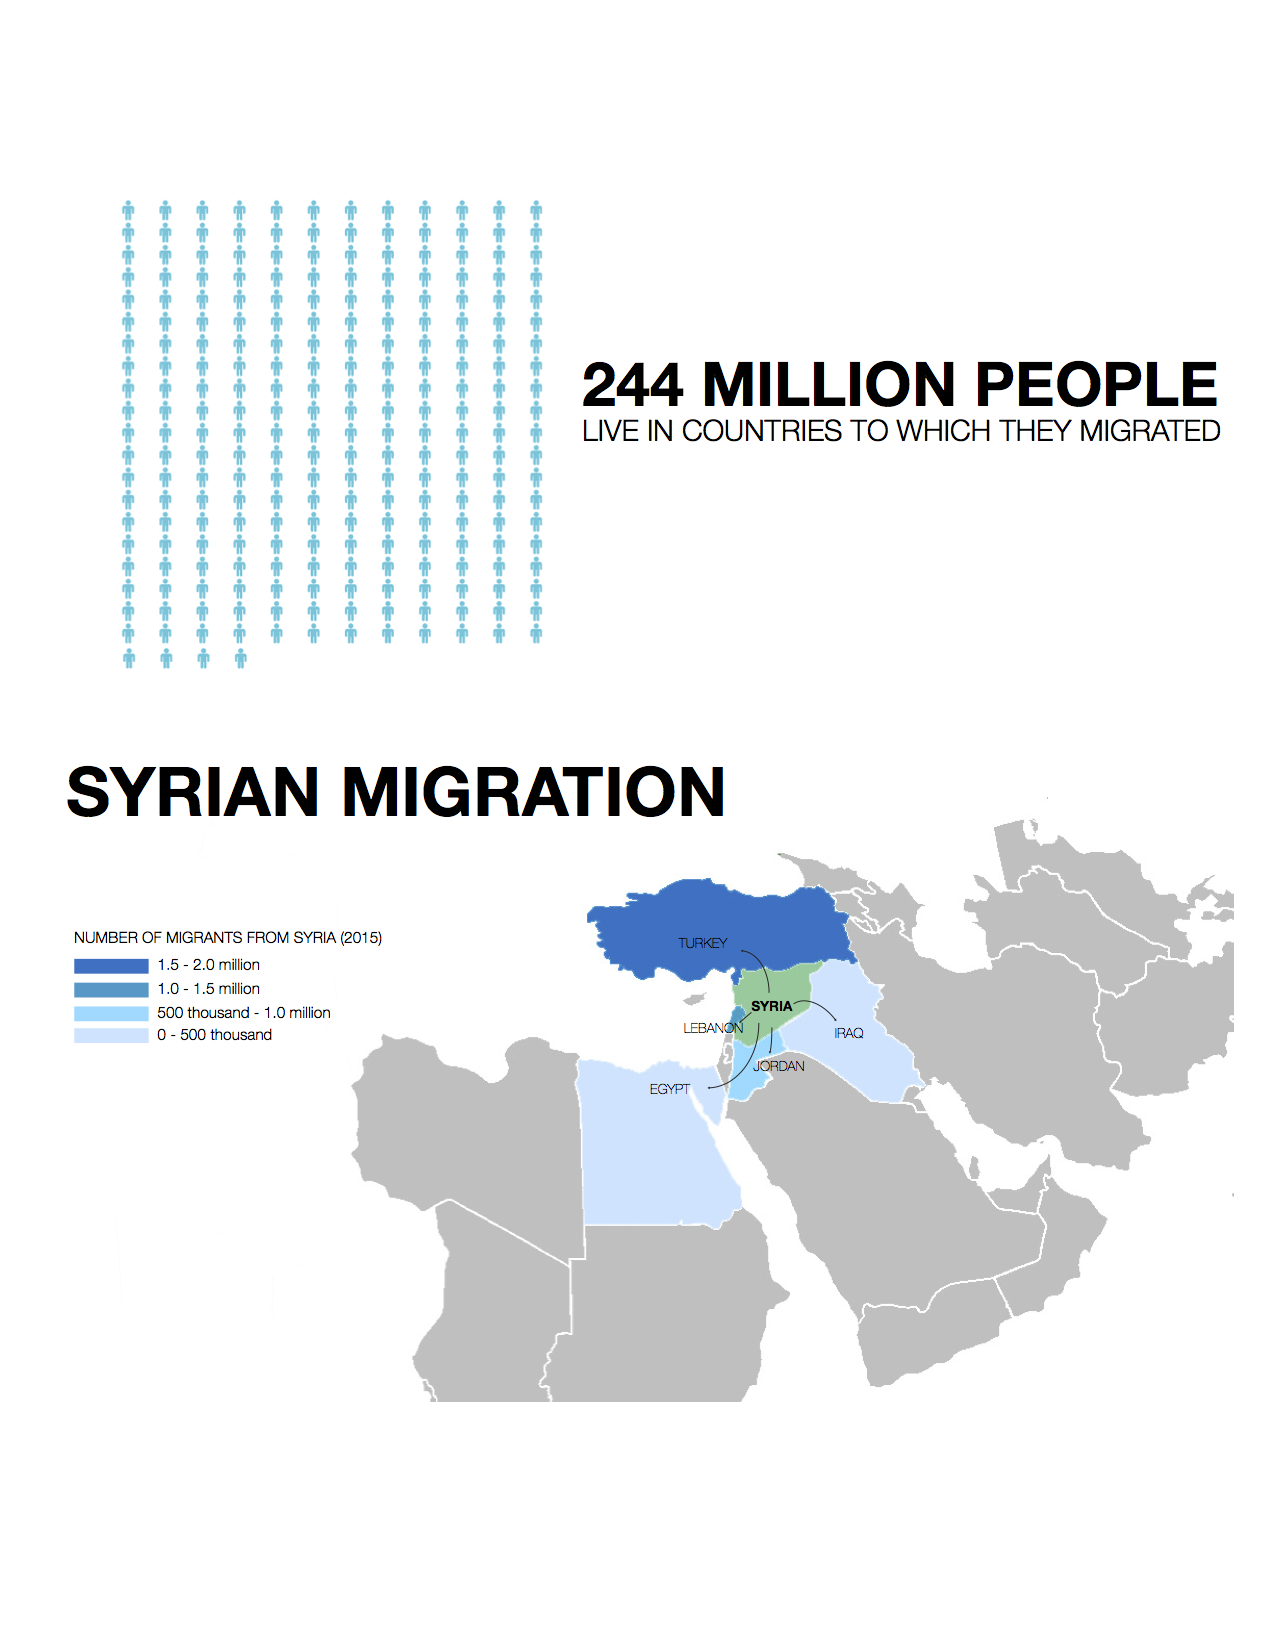 244 MILLION PEOPLE
LIVE IN COUNTRIES TO WHICH THEY MIGRATED
SYRIAN MIGRATION
NUMBER OF MIGRANTS FROM SYRIA (2015)
1.5 - 2.0 million
1.0 - 1.5 million
500 thousand - 1.0 million
0 - 500 thousand
TURKEY
SYRIA
LEBANON
IRAQ
JORDAN
EGYPT